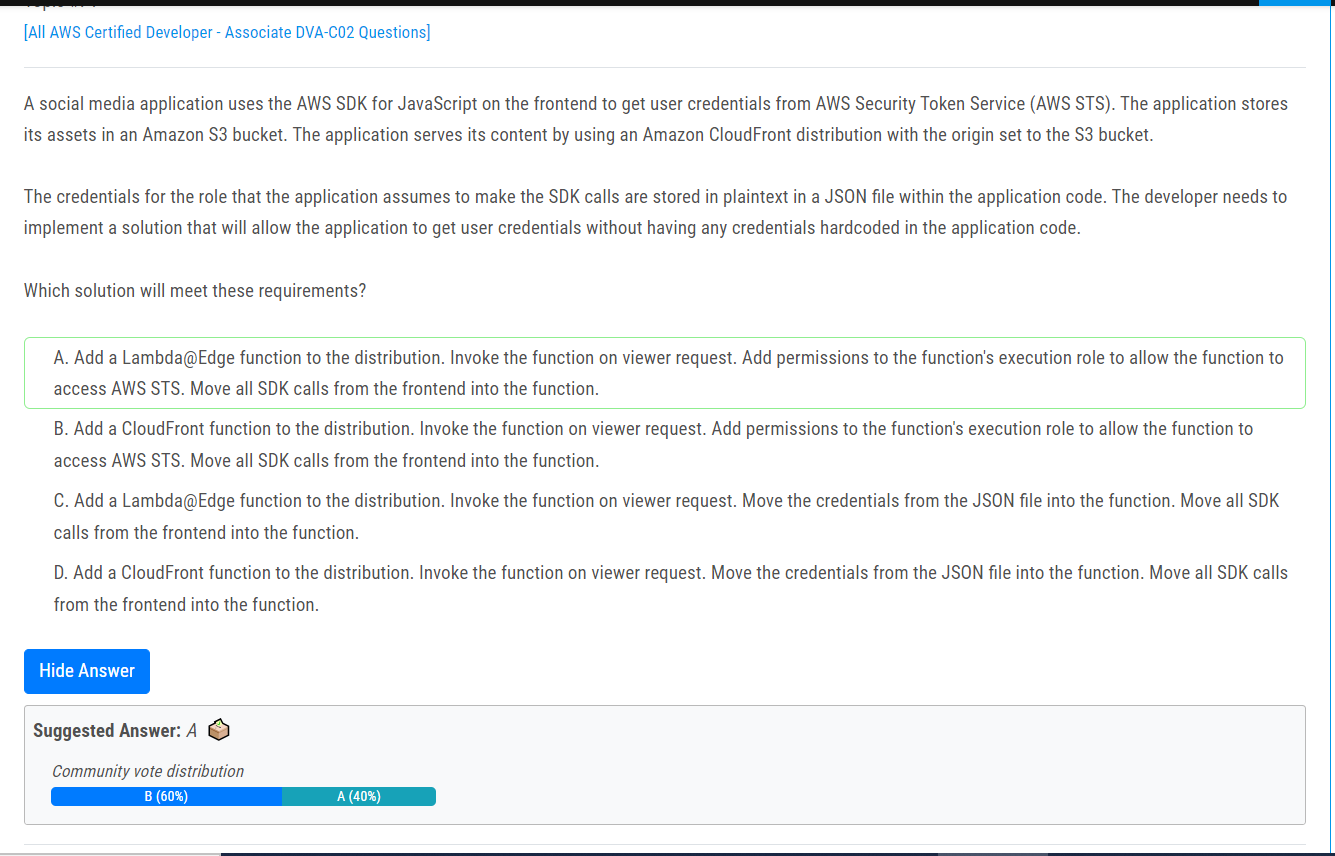 [All AWS Certified Developer - Associate DVA-C02 Questions]
A social media application uses the AWS SDK for JavaScript on the frontend to get user credentials from AWS Security Token Service (AWS STS). The application stores
its assets in an Amazon S3 bucket. The application serves its content by using an Amazon CloudFront distribution with the origin set to the S3 bucket.
The credentials for the role that the application assumes to make the SDK calls are stored in plaintext in a JSON file within the application code. The developer needs to
implement a solution that will allow the application to get user credentials without having any credentials hardcoded in the application code.
Which solution will meet these requirements?
A. Add a Lambda@Edge function to the distribution. Invoke the function on viewer request. Add permissions to the function's execution role to allow the function to
access AWS STS. Move all SDK calls from the frontend into the function.
B. Add a CloudFront function to the distribution. Invoke the function on viewer request. Add permissions to the function's execution role to allow the function to
access AWS STS. Move all SDK calls from the frontend into the function.
C. Add a Lambda@Edge function to the distribution. Invoke the function on viewer request. Move the credentials from the JSON file into the function. Move all SDK
calls from the frontend into the function.
D. Add a CloudFront function to the distribution. Invoke the function on viewer request. Move the credentials from the JSON file into the function. Move all SDK calls
from the frontend into the function.
Hide Answer
Suggested Answer: A
Community vote distribution
B (60%) A (40%)